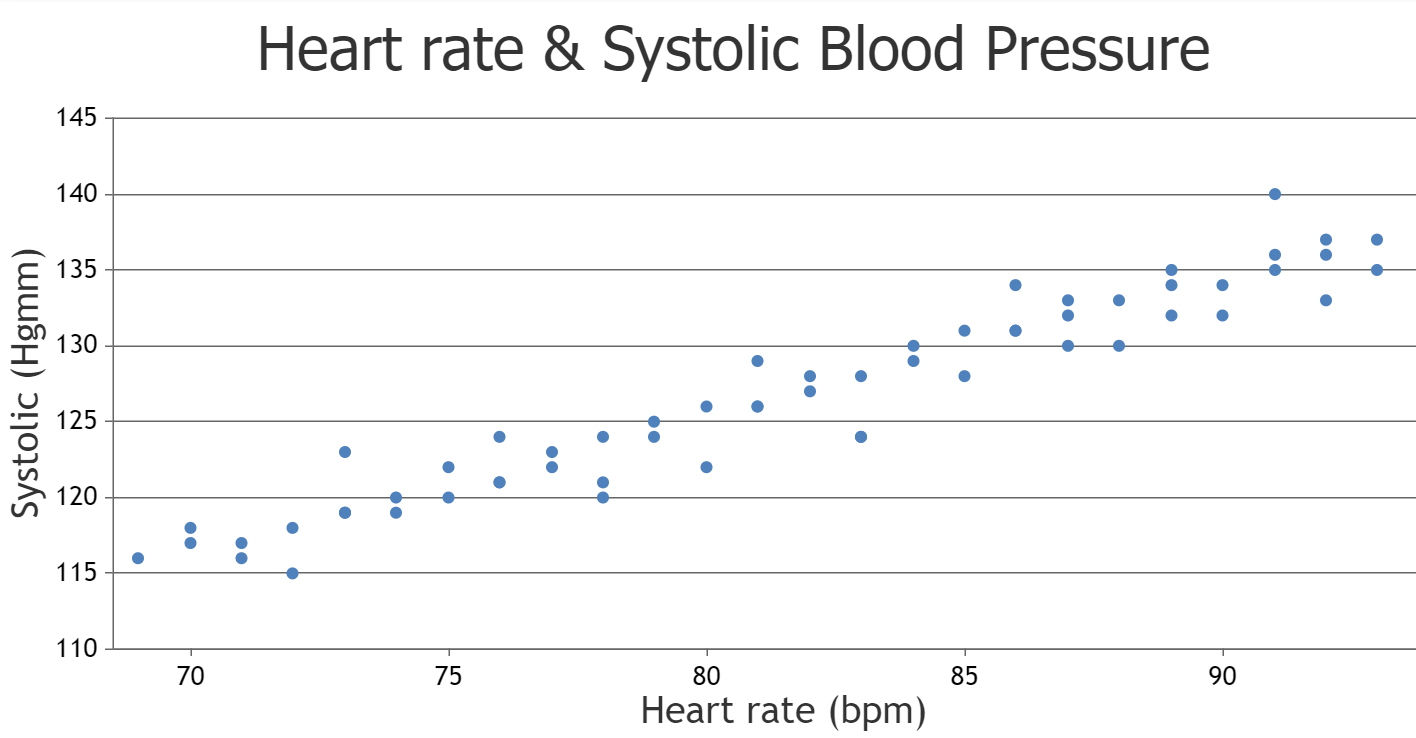 Heart rate & Systolic Blood Pressure
145
140
135
130
125
120
115
110
Systolic (Hgmm)
70 75 80 85 90
Heart rate (bpm)